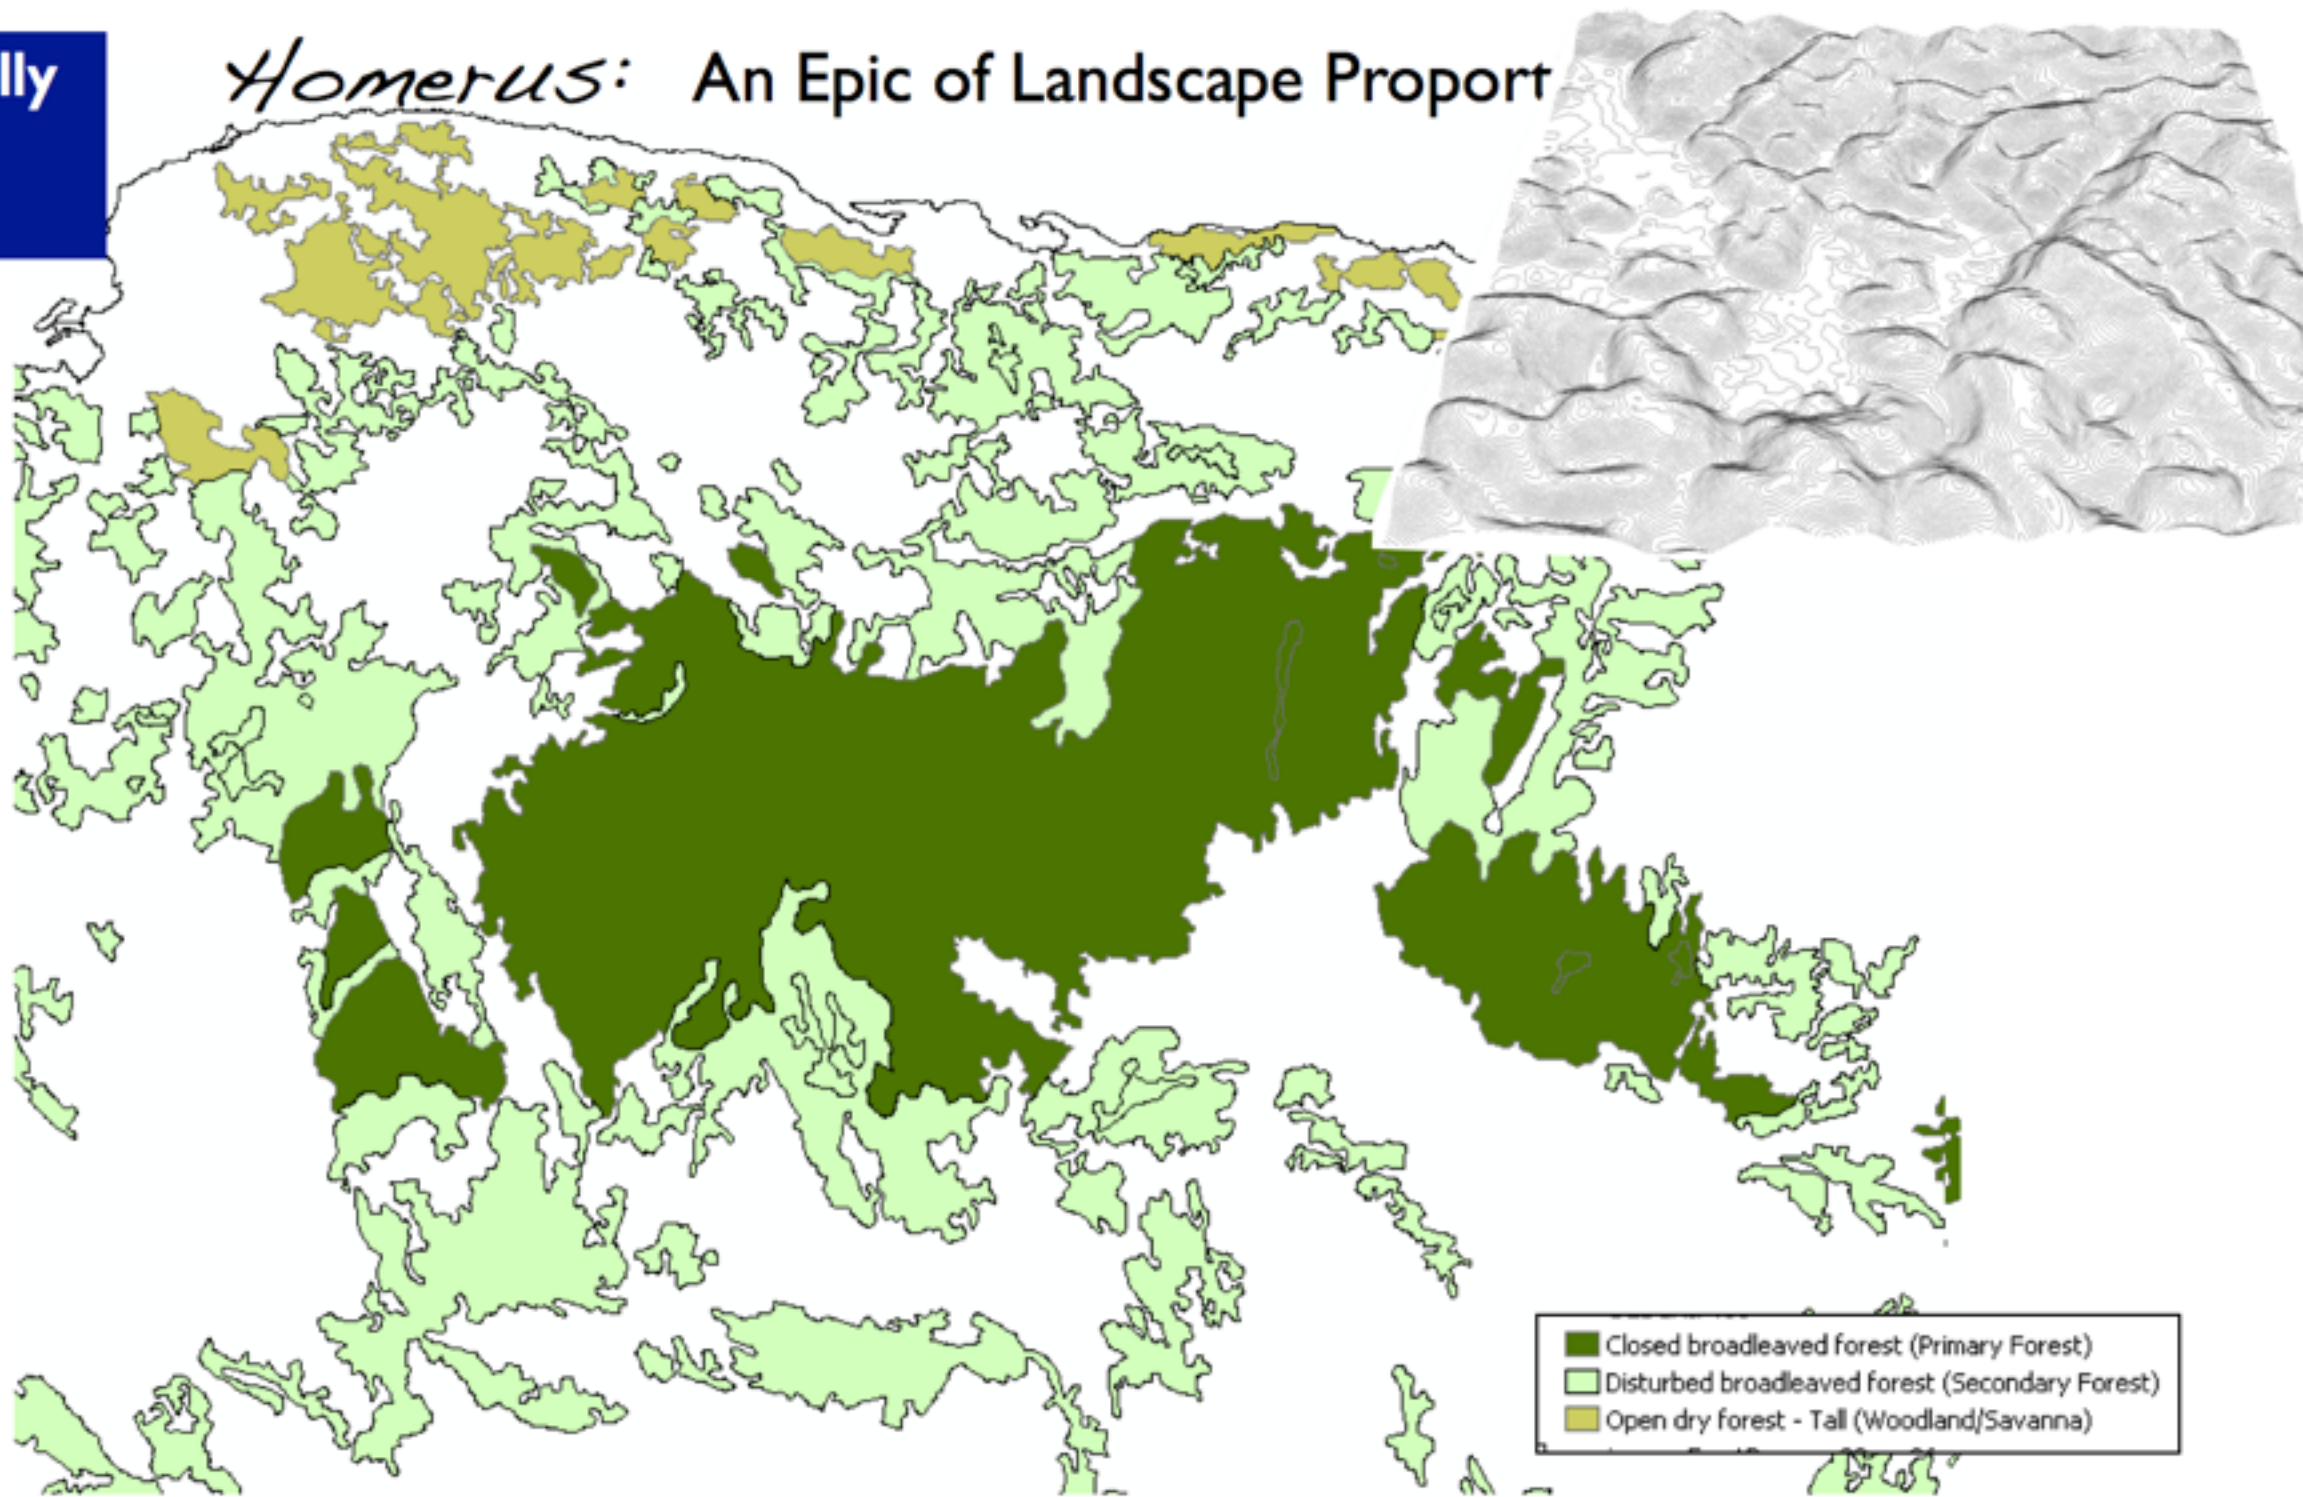 lly
Homerus: An Epic of Landscape Proport
Closed broadleaved forest (Primary Forest)
Disturbed broadleaved forest (Secondary Forest)
Open dry forest - Tall (Woodland/Savanna)